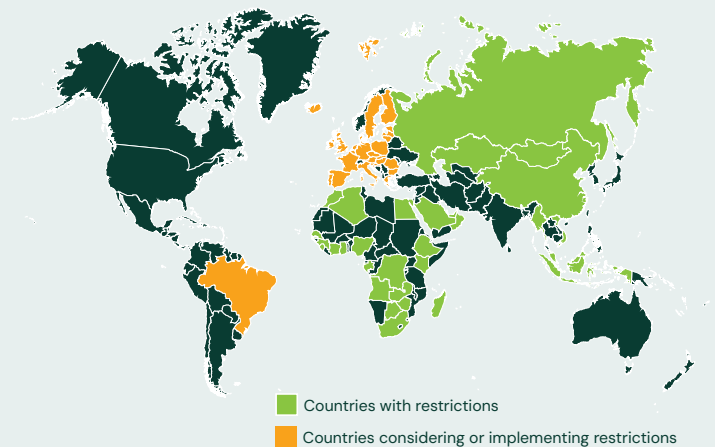 Countries with restrictions
Countries considering or implementing restrictions